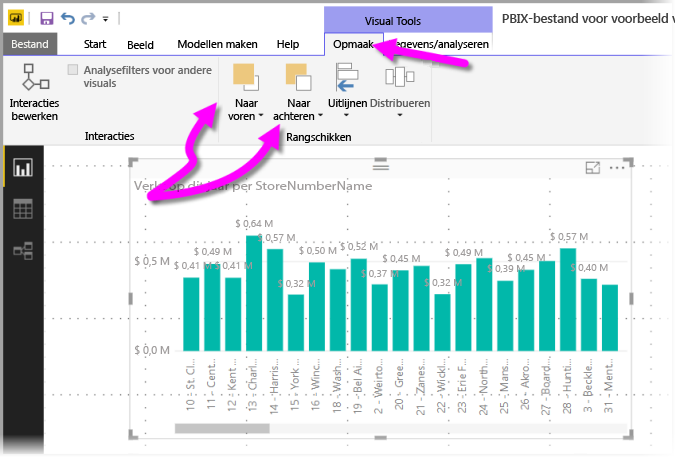 Visual Tools
PBIX-bestand voor voorbeeld v
Bestand
Start
Beeld
Modellen maken
Help
Opmaak
egevens/analyseren
Interacties
bewerken
Analysefilters voor andere
visuals
Naar
voren
Naar
achteren
Uitlijnen
Distribueren
Interacties
Rangschikken
Verkoop dit jaar per StoreNumberName
$ 0,5 M
$ 0,0 M
$ 0,41 M
$ 0,49 M
$ 0,41 M
$ 0,64 M
$ 0,57 M
$ 0,32 M
$ 0,50 M
$ 0,52 M
$ 0,37 M
$ 0,45 M
$ 0,32 M
$ 0,49 M
$ 0,39 M
$ 0,45 M
$ 0,57 M
$ 0,40 M
10 - St. Cl...
11 - Cent...
12 - Kent ...
13 - Charl...
14 - Harris...
15 - York ...
16 - Winc...
18 - Wash...
19 - Bel Ai...
2 - Weirto...
20 - Gree...
21 - Zanes...
22 - Wickl...
23 - Erie F...
24 - North...
25 - Mans...
26 - Akro...
27 - Board...
28 - Hunti...
3 - Beckle...
31 - Ment...